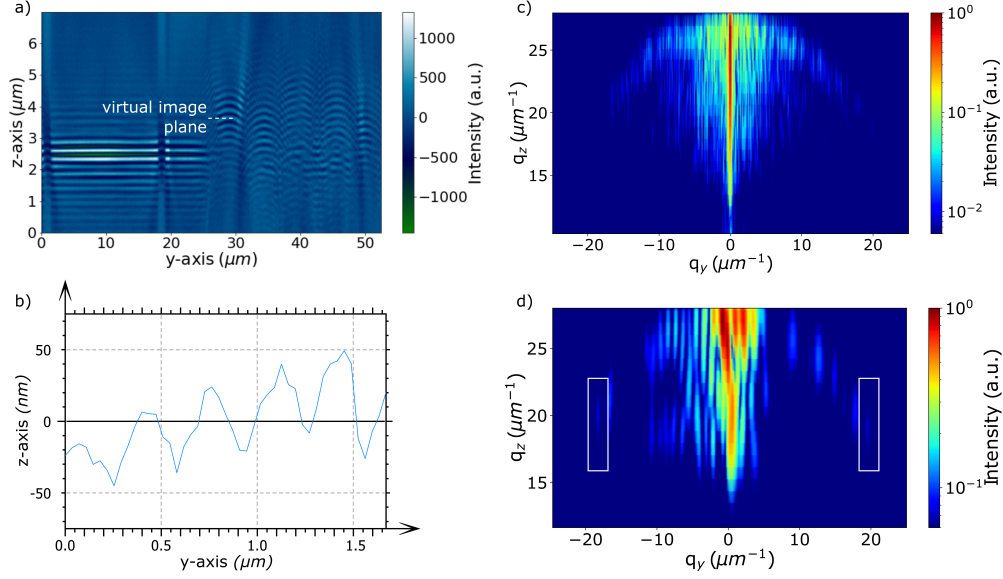 a)
6
5
4
3
2
1
0
z-axis (μm)
virtual image
plane
0
10
20
30
40
50
y-axis (μm)
1000
500
0
−500
−1000
Intensity (a.u.)
b)
50
0
-50
z-axis (nm)
0.0
0.5
1.0
1.5
y-axis (μm)
c)
25
20
15
q_z (μm⁻¹)
−20
−10
0
10
20
q_y (μm⁻¹)
10⁰
10⁻¹
10⁻²
Intensity (a.u.)
d)
25
20
15
q_z (μm⁻¹)
−20
−10
0
10
20
q_y (μm⁻¹)
10⁰
10⁻¹
Intensity (a.u.)